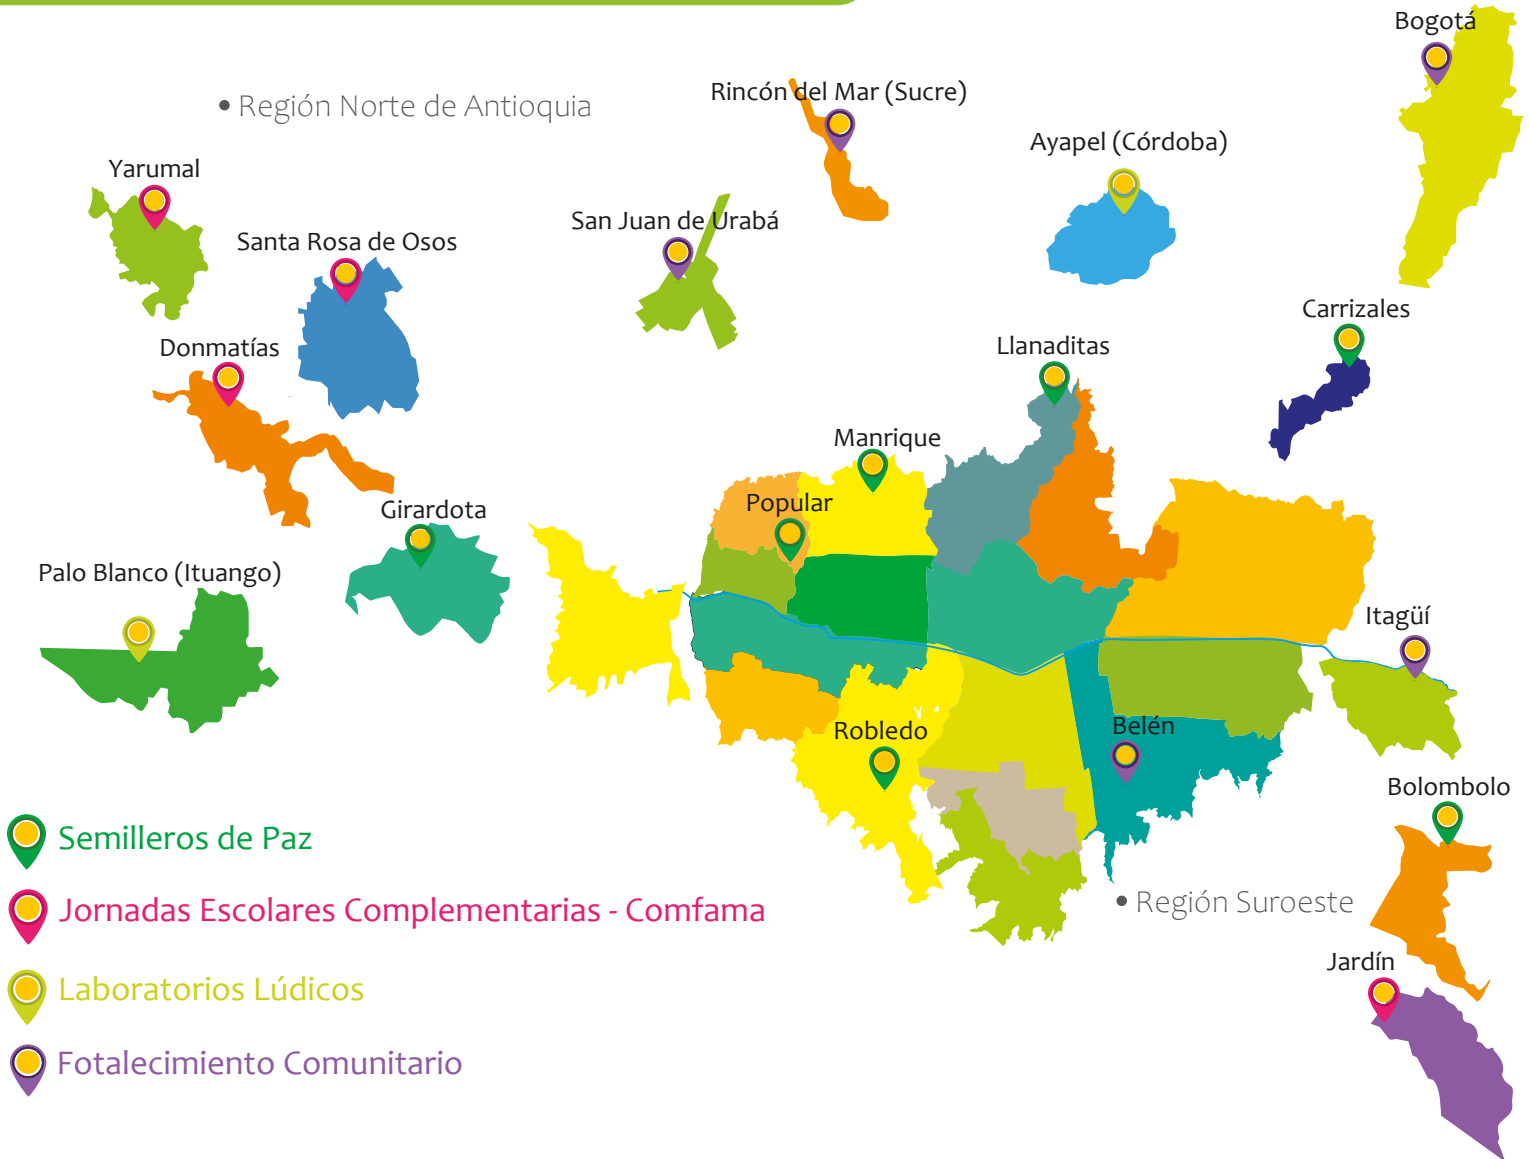 Bogotá
Rincón del Mar (Sucre)
• Región Norte de Antioquia
Ayapel (Córdoba)
Yarumal
San Juan de Urabá
Santa Rosa de Osos
Carrizales
Llanaditas
Donmatías
Manrique
Popular
Girardota
Palo Blanco (Ituango)
Itagüí
Belén
Robledo
Bolombolo
Semilleros de Paz
• Región Suroeste
Jornadas Escolares Complementarias - Comfama
Jardín
Laboratorios Lúdicos
Fotalecimiento Comunitario